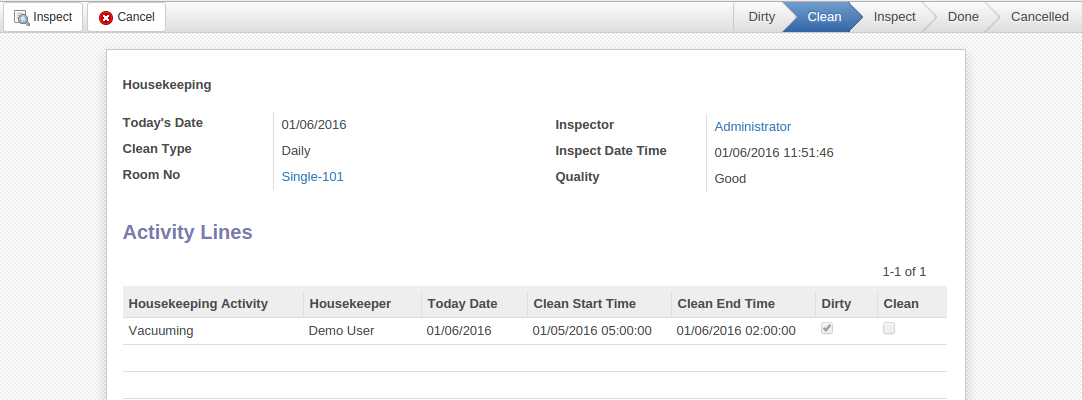 Inspect Cancel Dirty Clean Inspect Done Cancelled
Housekeeping
Today's Date 01/06/2016 Inspector Administrator
Clean Type Daily Inspect Date Time 01/06/2016 11:51:46
Room No Single-101 Quality Good
Activity Lines
1-1 of 1
Housekeeping Activity Housekeeper Today Date Clean Start Time Clean End Time Dirty Clean
Vacuuming Demo User 01/06/2016 01/05/2016 05:00:00 01/06/2016 02:00:00